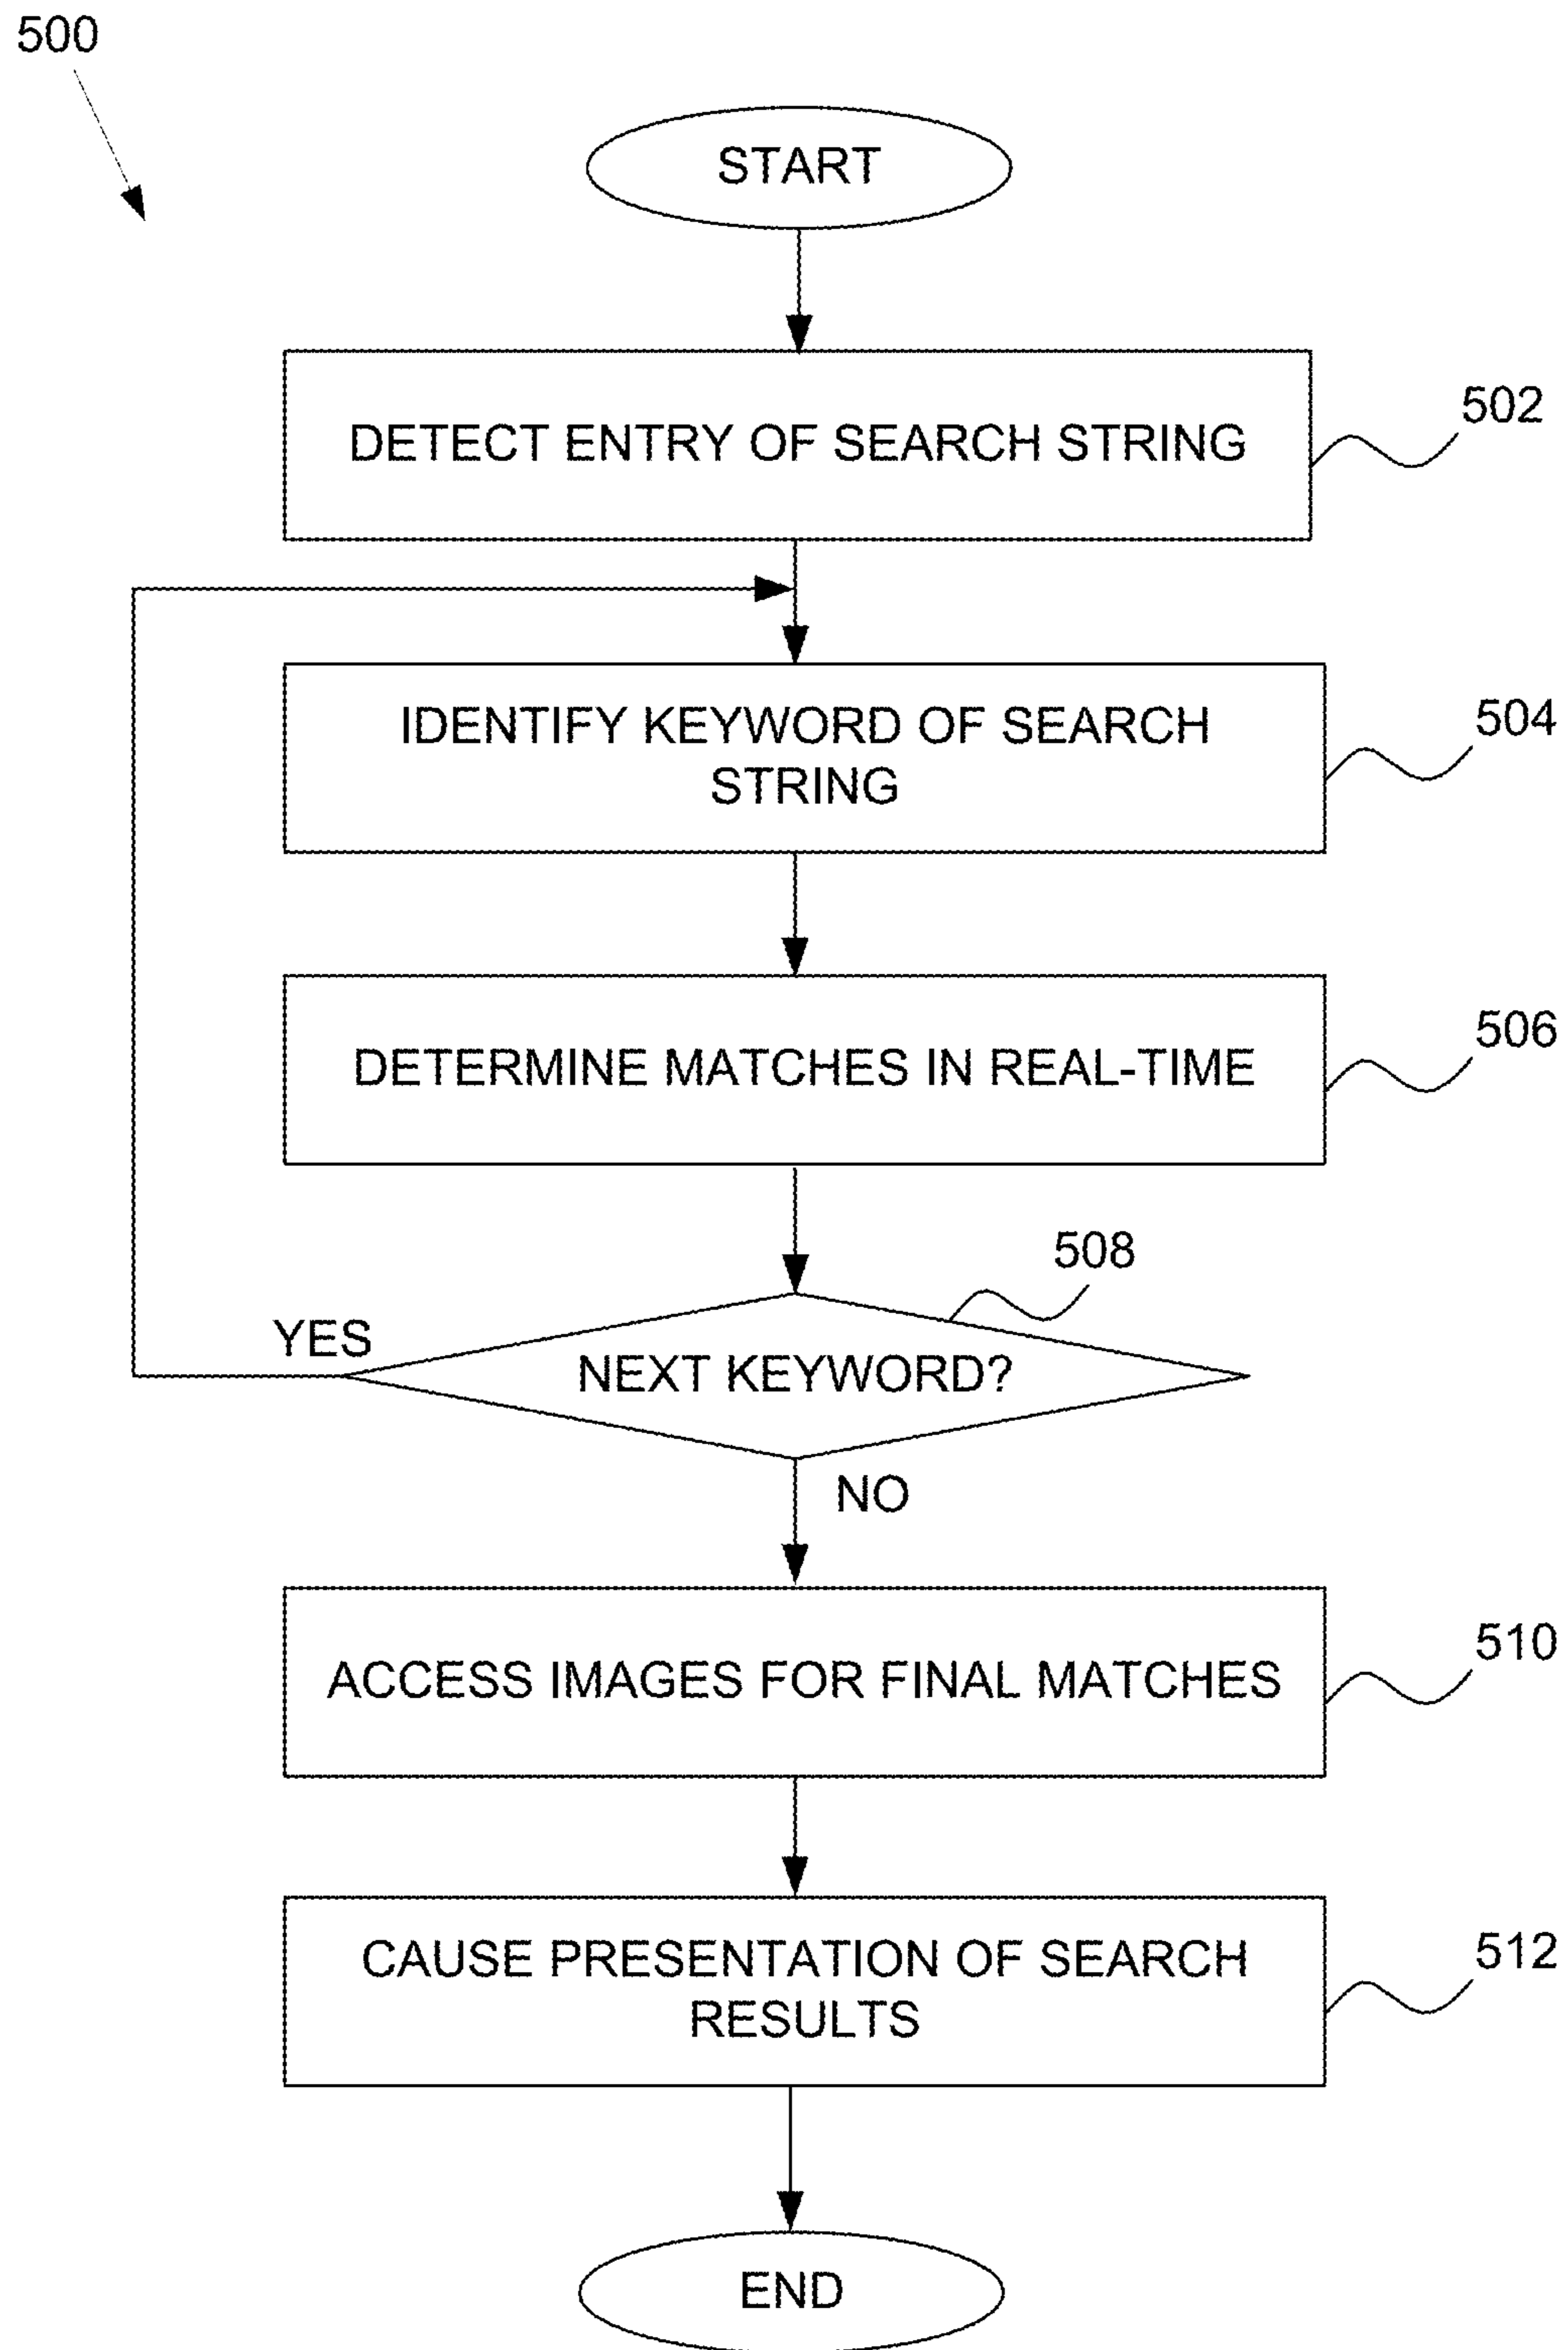 500
START
DETECT ENTRY OF SEARCH STRING
502
IDENTIFY KEYWORD OF SEARCH
STRING
504
DETERMINE MATCHES IN REAL-TIME
506
508
YES
NEXT KEYWORD?
NO
ACCESS IMAGES FOR FINAL MATCHES
510
CAUSE PRESENTATION OF SEARCH
RESULTS
512
END